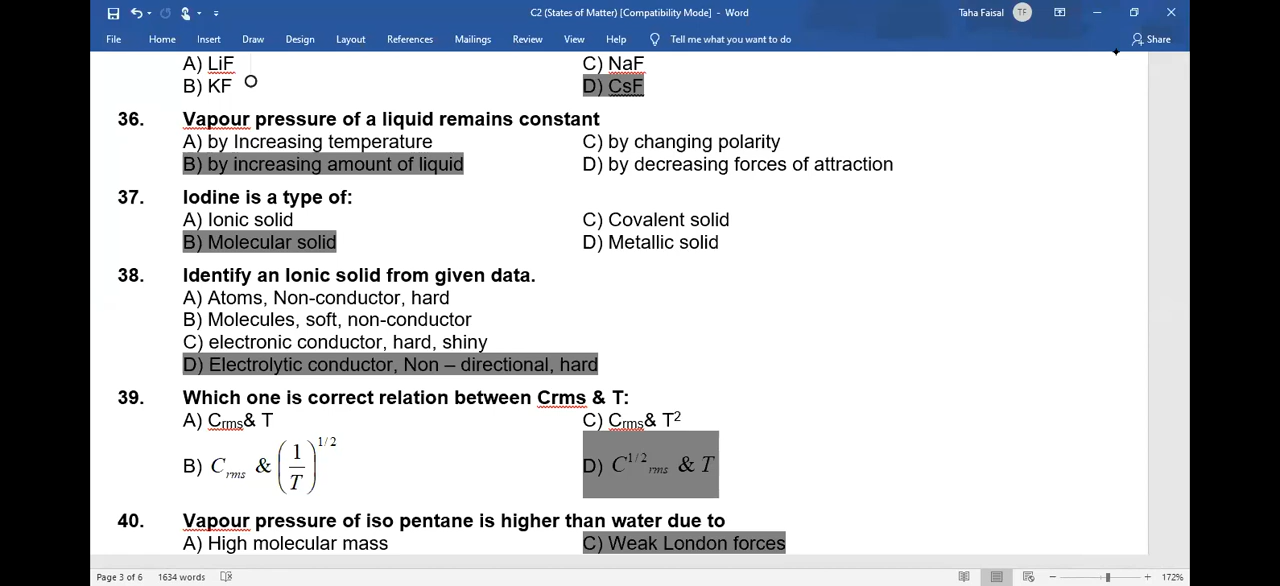 C2 (States of Matter) [Compatibility Mode] - Word
Taha Faisal TF
File Home Insert Draw Design Layout References Mailings Review View Help Tell me what you want to do Share
A) LiF C) NaF
B) KF D) CsF
36. Vapour pressure of a liquid remains constant
A) by Increasing temperature C) by changing polarity
B) by increasing amount of liquid D) by decreasing forces of attraction
37. Iodine is a type of:
A) Ionic solid C) Covalent solid
B) Molecular solid D) Metallic solid
38. Identify an Ionic solid from given data.
A) Atoms, Non-conductor, hard
B) Molecules, soft, non-conductor
C) electronic conductor, hard, shiny
D) Electrolytic conductor, Non – directional, hard
39. Which one is correct relation between Crms & T:
A) Crms& T C) Crms& T²
B) C_rms & (1/T)^1/2 D) C^1/2_rms & T
40. Vapour pressure of iso pentane is higher than water due to
A) High molecular mass C) Weak London forces
Page 3 of 6 1634 words 172%